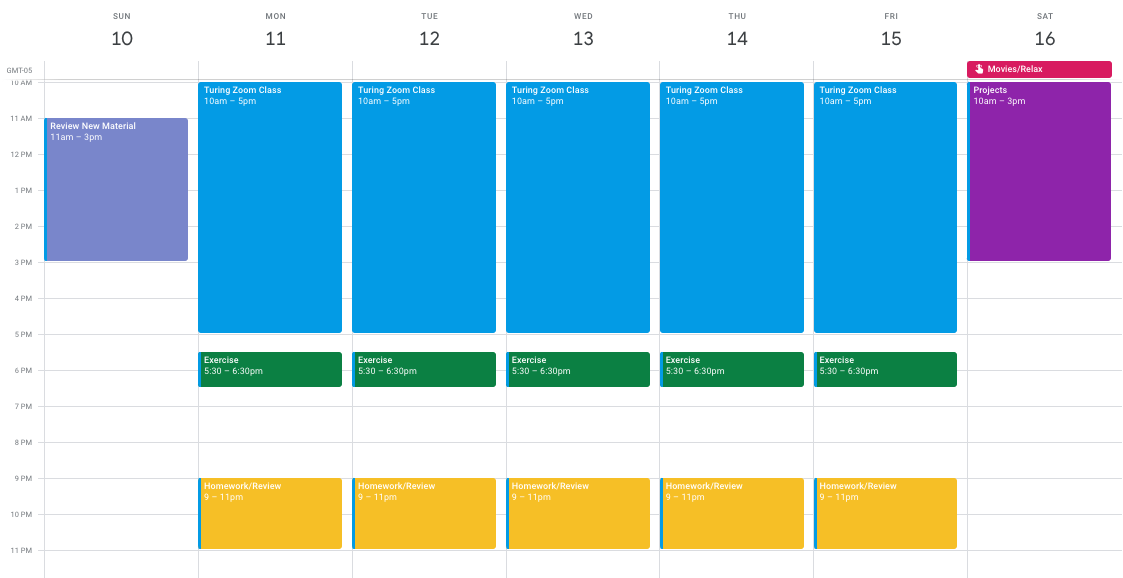 SUN MON TUE WED THU FRI SAT
10 11 12 13 14 15 16
GMT-05 Movies/Relax
10 AM
Turing Zoom Class Turing Zoom Class Turing Zoom Class Turing Zoom Class Turing Zoom Class Projects
10am – 5pm 10am – 5pm 10am – 5pm 10am – 5pm 10am – 5pm 10am – 3pm
11 AM
Review New Material
11am – 3pm
12 PM
1 PM
2 PM
3 PM
4 PM
5 PM
Exercise Exercise Exercise Exercise Exercise
6 PM 5:30 – 6:30pm 5:30 – 6:30pm 5:30 – 6:30pm 5:30 – 6:30pm 5:30 – 6:30pm
7 PM
8 PM
9 PM
Homework/Review Homework/Review Homework/Review Homework/Review Homework/Review
9 – 11pm 9 – 11pm 9 – 11pm 9 – 11pm 9 – 11pm
10 PM
11 PM